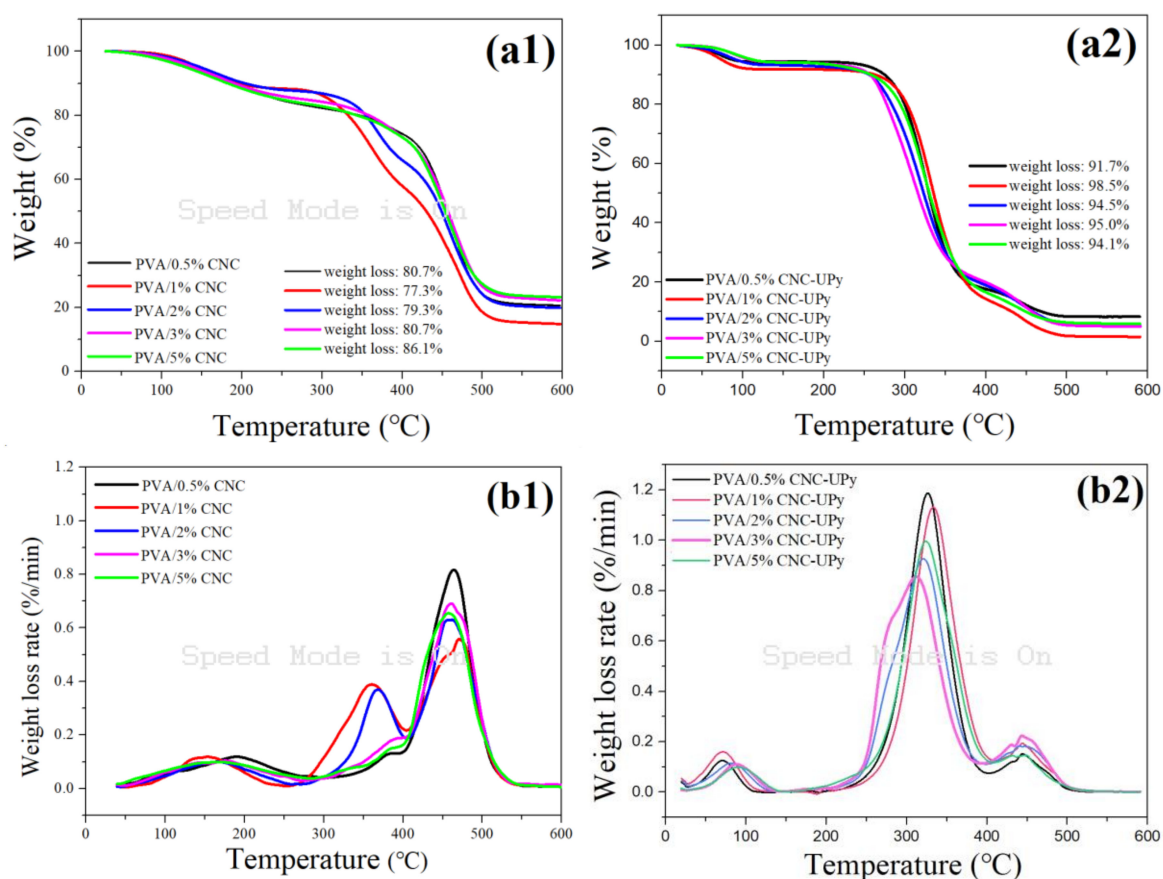 (a1)
100
80
60
40
20
0
Weight (%)
Speed Mode is On
PVA/0.5% CNC
PVA/1% CNC
PVA/2% CNC
PVA/3% CNC
PVA/5% CNC
weight loss: 80.7%
weight loss: 77.3%
weight loss: 79.3%
weight loss: 80.7%
weight loss: 86.1%
0 100 200 300 400 500 600
Temperature (℃)
(a2)
100
80
60
40
20
0
Weight (%)
weight loss: 91.7%
weight loss: 98.5%
weight loss: 94.5%
weight loss: 95.0%
weight loss: 94.1%
PVA/0.5% CNC-UPy
PVA/1% CNC-UPy
PVA/2% CNC-UPy
PVA/3% CNC-UPy
PVA/5% CNC-UPy
0 100 200 300 400 500 600
Temperature (℃)
(b1)
1.2
1.0
0.8
0.6
0.4
0.2
0.0
Weight loss rate (%/min)
PVA/0.5% CNC
PVA/1% CNC
PVA/2% CNC
PVA/3% CNC
PVA/5% CNC
Speed Mode is On
0 100 200 300 400 500 600
Temperature (℃)
(b2)
1.2
1.0
0.8
0.6
0.4
0.2
0.0
Weight loss rate (%/min)
PVA/0.5% CNC-UPy
PVA/1% CNC-UPy
PVA/2% CNC-UPy
PVA/3% CNC-UPy
PVA/5% CNC-UPy
Speed Mode is On
0 100 200 300 400 500 600
Temperature (℃)